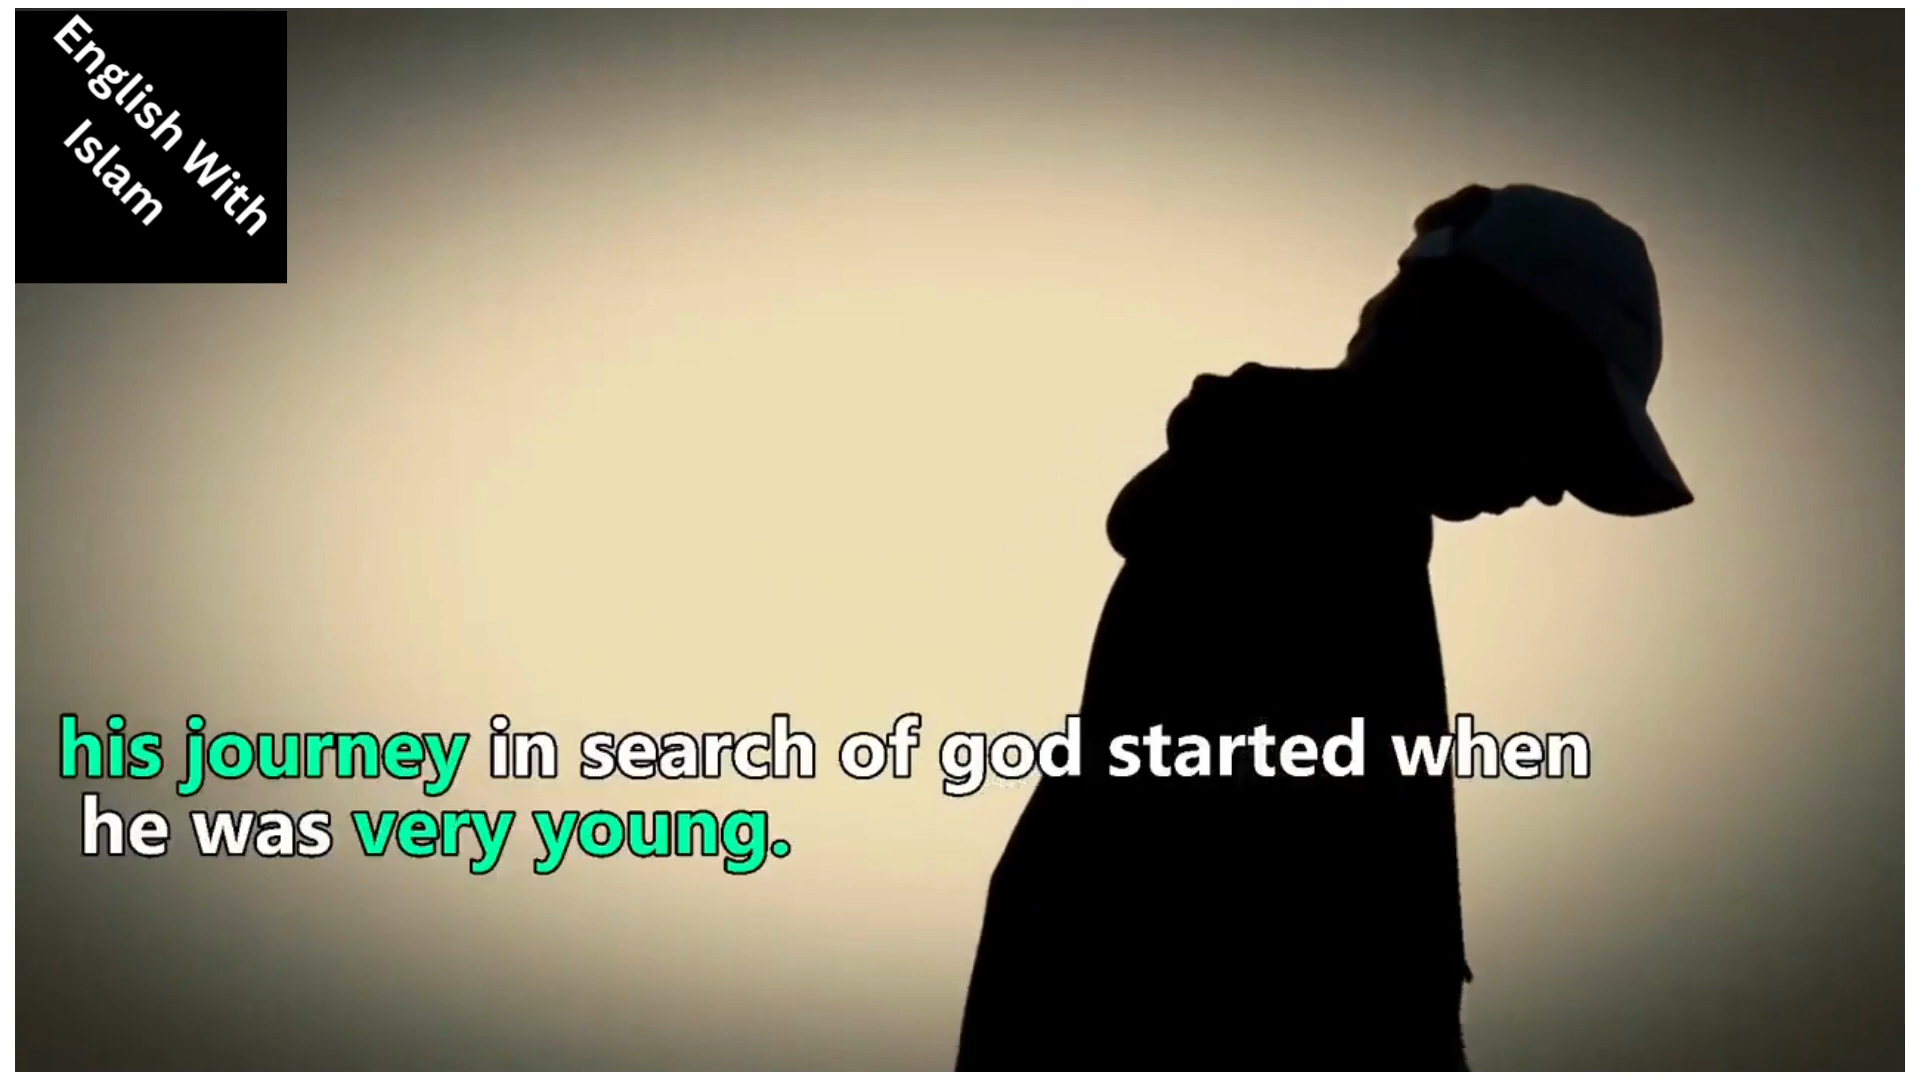 English With
Islam
his journey in search of god started when
he was very young.